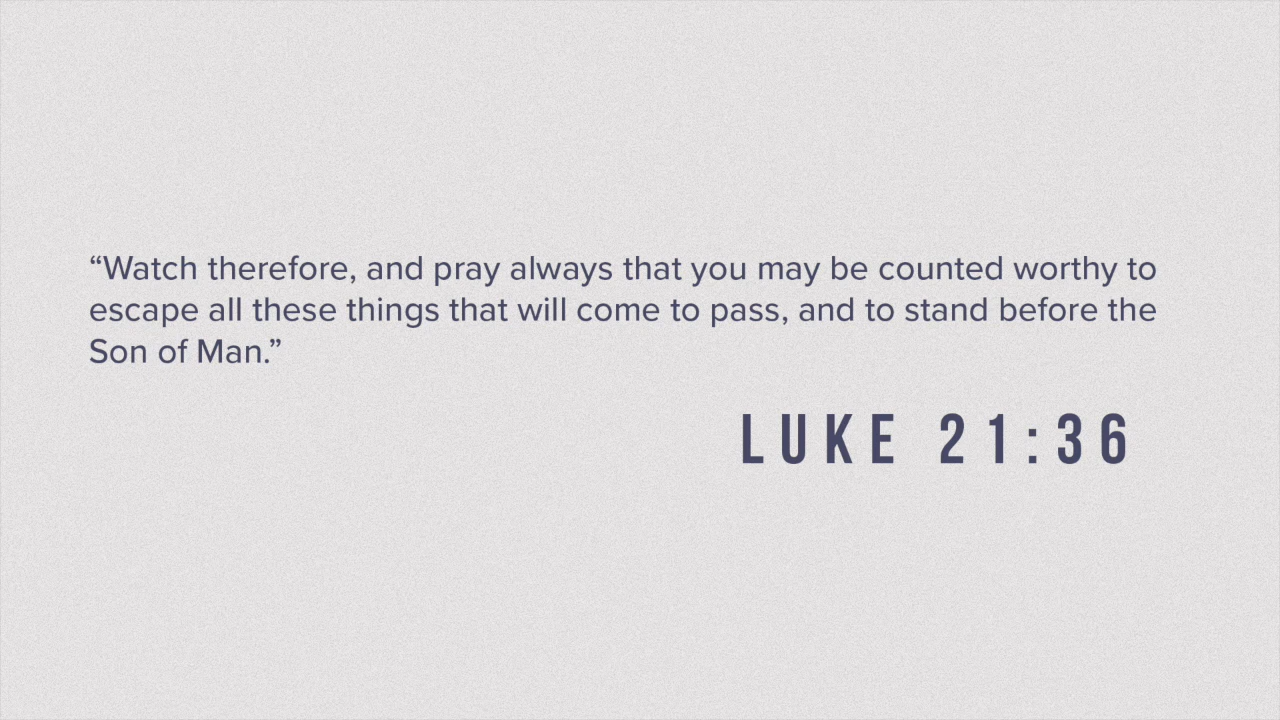 “Watch therefore, and pray always that you may be counted worthy to
escape all these things that will come to pass, and to stand before the
Son of Man.”
LUKE 21:36